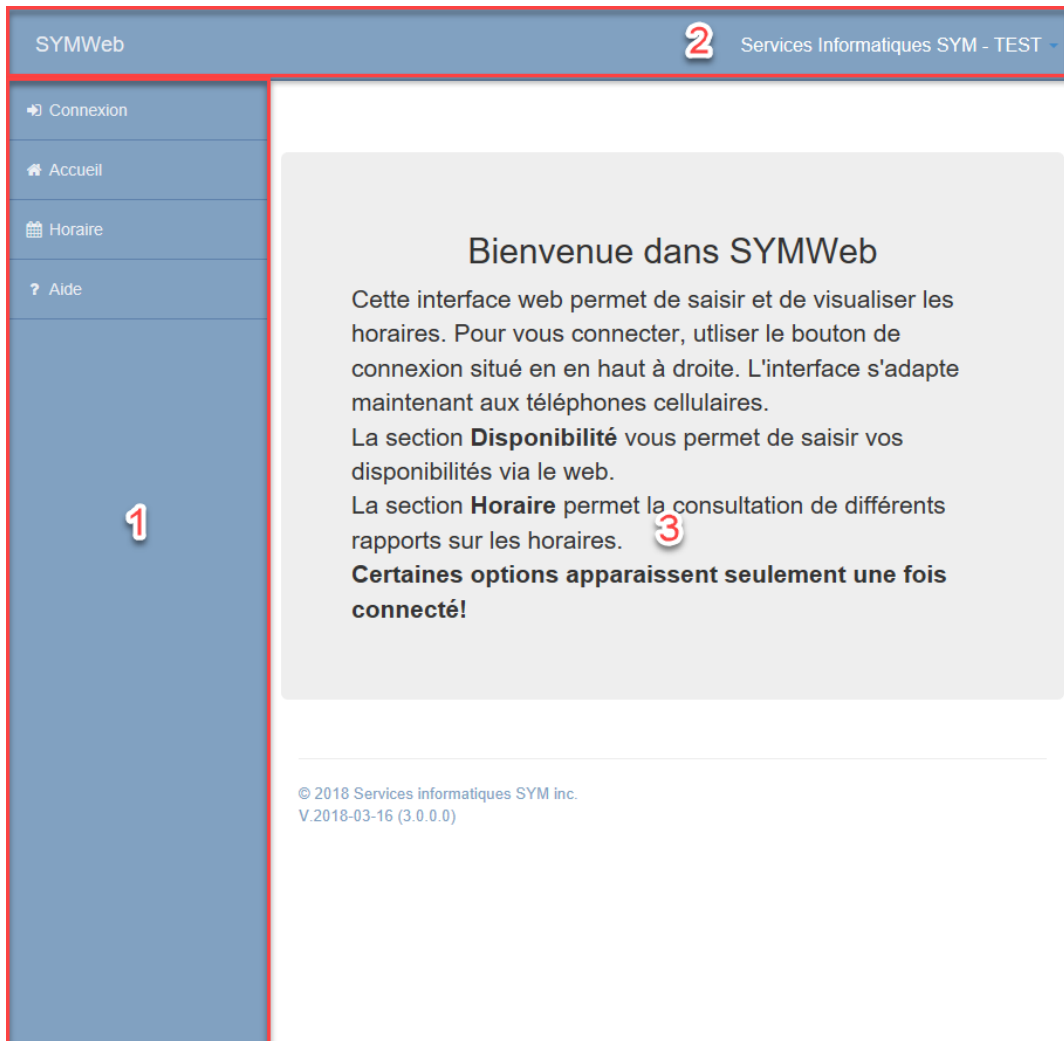 SYMWeb
2
Services Informatiques SYM - TEST
Connexion
Accueil
Horaire
? Aide
1
Bienvenue dans SYMWeb
Cette interface web permet de saisir et de visualiser les
horaires. Pour vous connecter, utliser le bouton de
connexion situé en en haut à droite. L'interface s'adapte
maintenant aux téléphones cellulaires.
La section Disponibilité vous permet de saisir vos
disponibilités via le web.
La section Horaire permet la consultation de différents
rapports sur les horaires.
3
Certaines options apparaissent seulement une fois
connecté!
© 2018 Services informatiques SYM inc.
V.2018-03-16 (3.0.0.0)